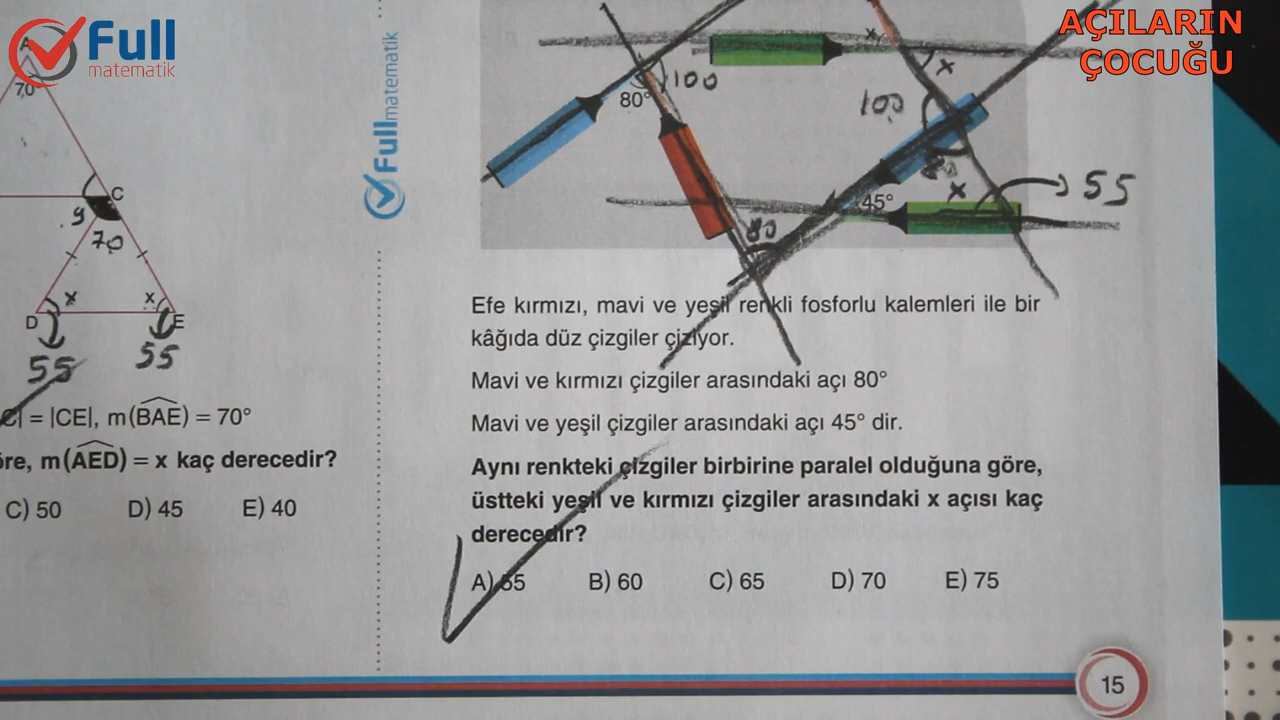 Full
matematik
AÇILARIN
ÇOCUĞU
A
70
C
9
70
x
x
D
E
55
55
Full matematik
x
x
80°
100
100
x
45°
80
55
|CE|, m(BAE) = 70°
öre, m(AED) = x kaç derecedir?
C) 50 D) 45 E) 40
Efe kırmızı, mavi ve yeşil renkli fosforlu kalemleri ile bir
kâğıda düz çizgiler çiziyor.
Mavi ve kırmızı çizgiler arasındaki açı 80°
Mavi ve yeşil çizgiler arasındaki açı 45° dir.
Aynı renkteki çizgiler birbirine paralel olduğuna göre,
üstteki yeşil ve kırmızı çizgiler arasındaki x açısı kaç
derecedir?
A) 55 B) 60 C) 65 D) 70 E) 75
15